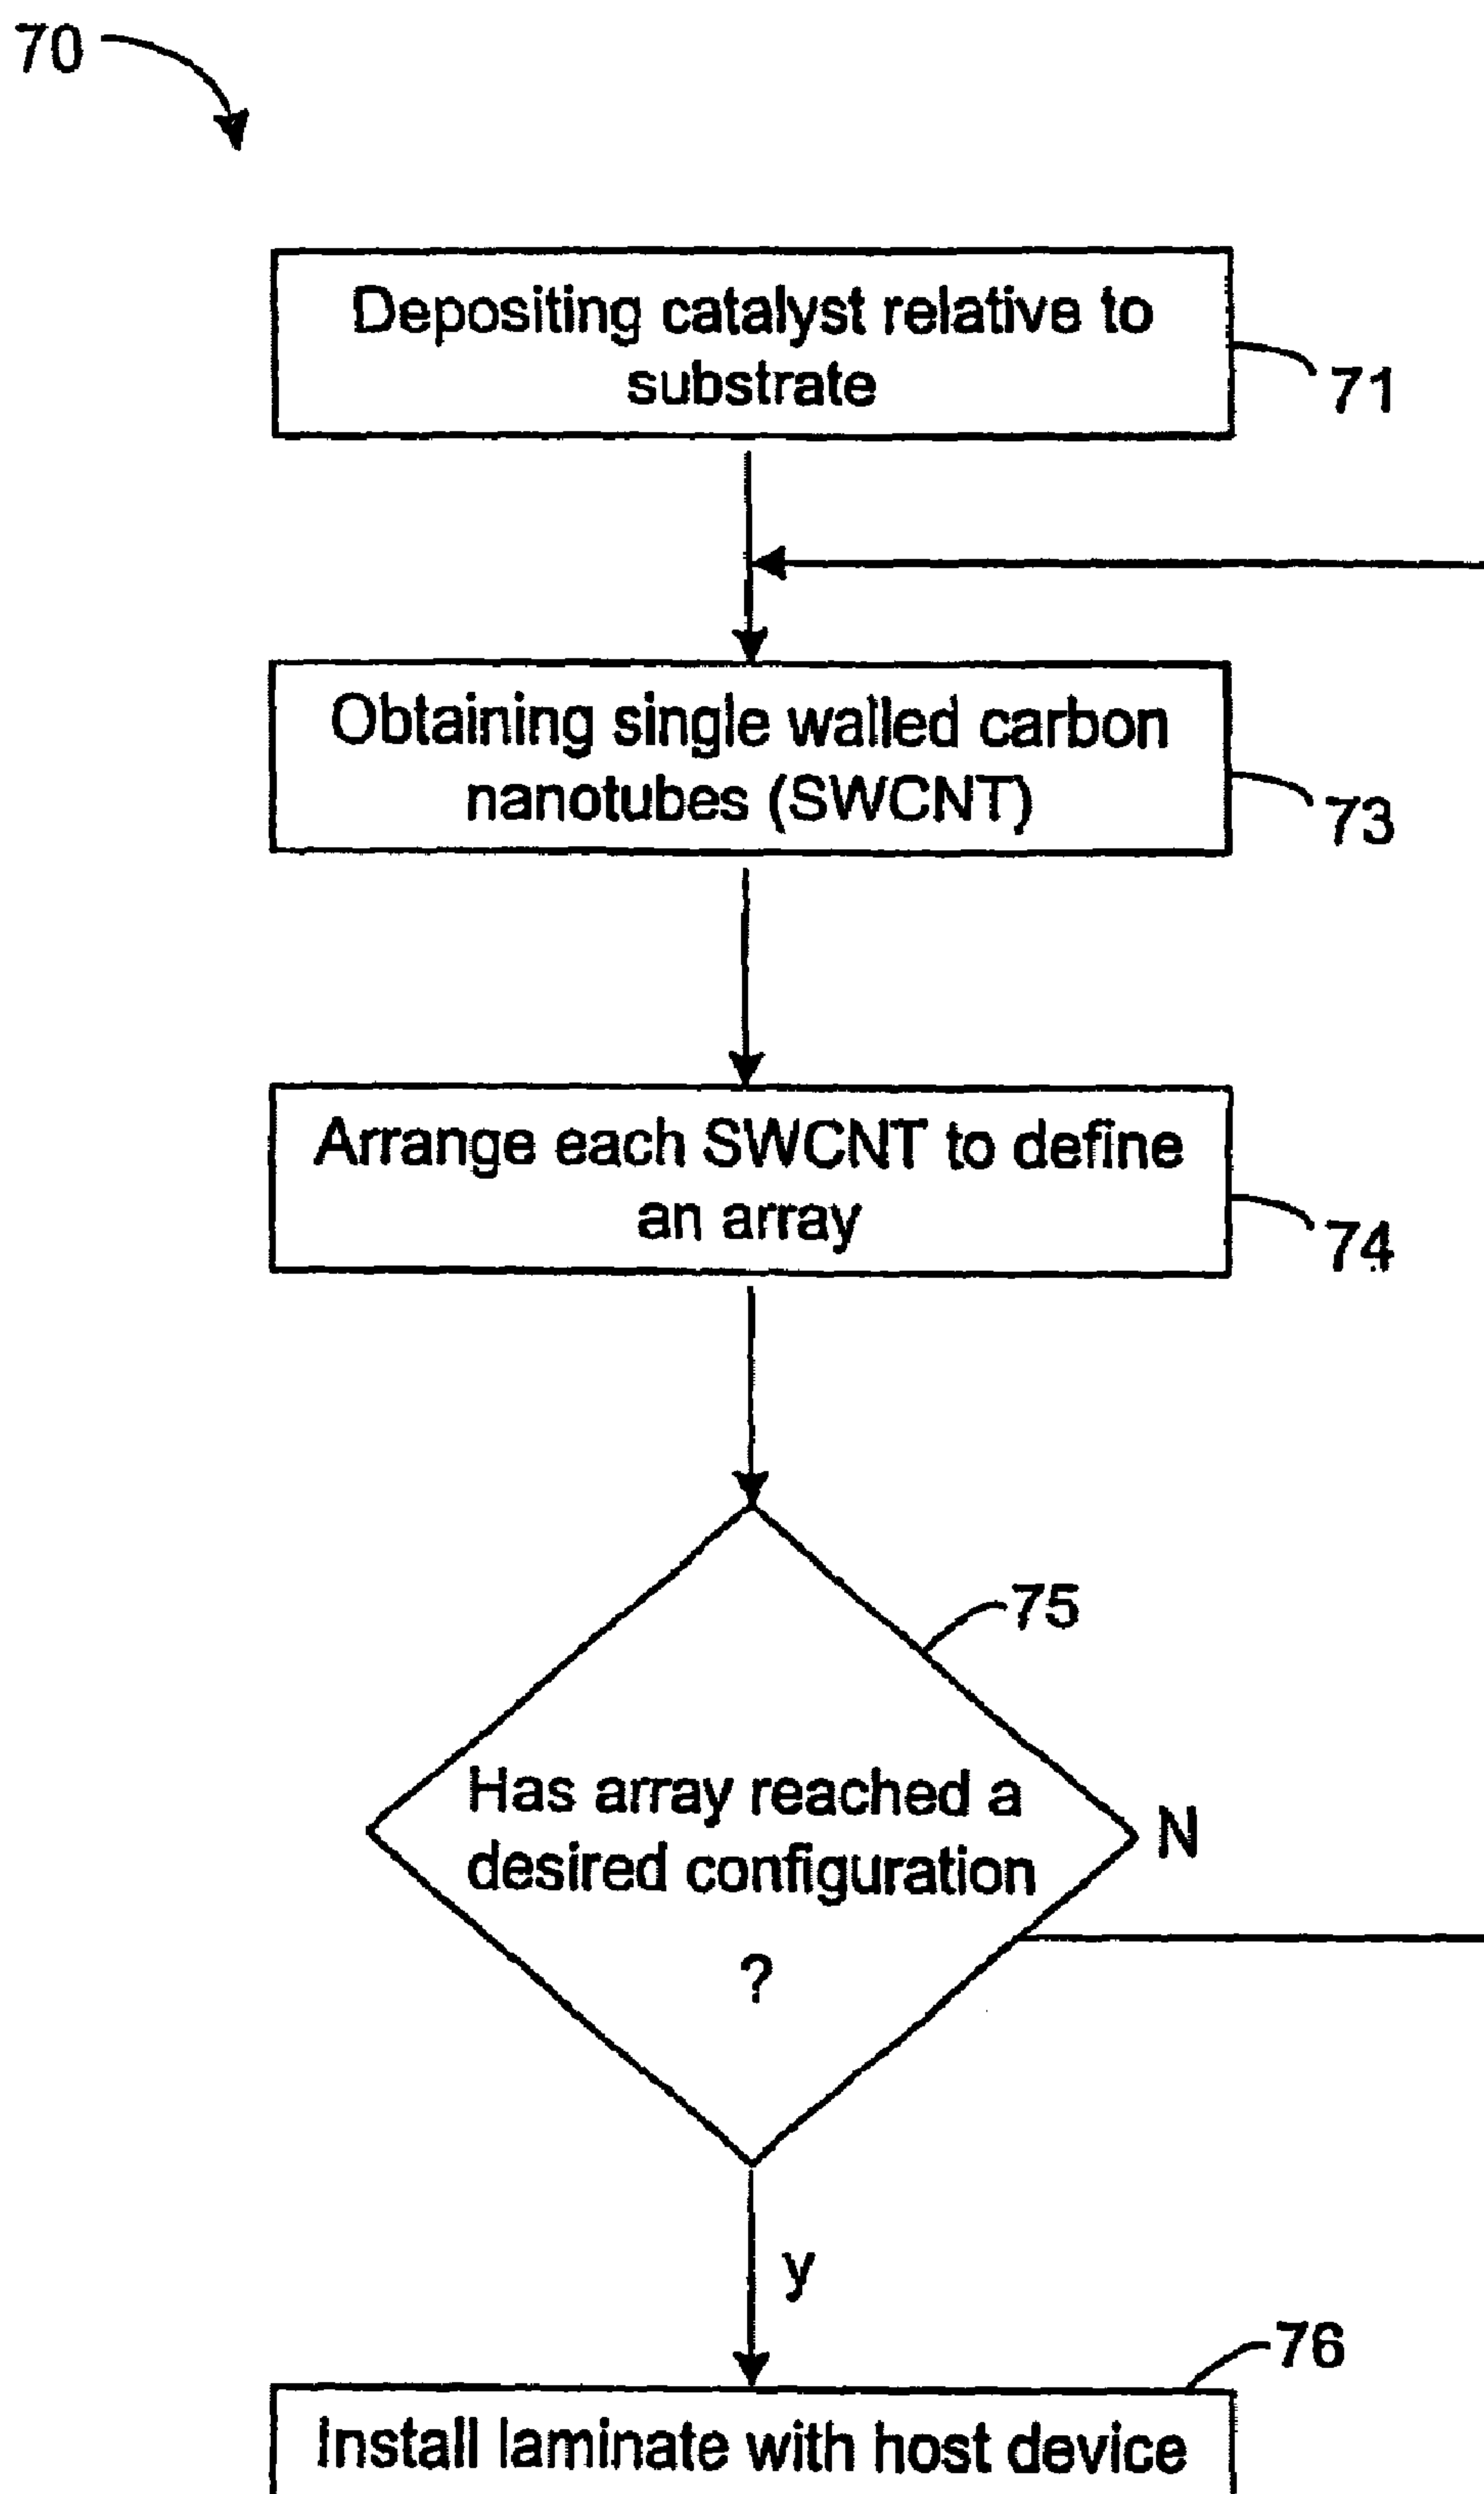 70
Depositing catalyst relative to
substrate
71
Obtaining single walled carbon
nanotubes (SWCNT)
73
Arrange each SWCNT to define
an array
74
75
Has array reached a
desired configuration
?
N
y
76
Install laminate with host device